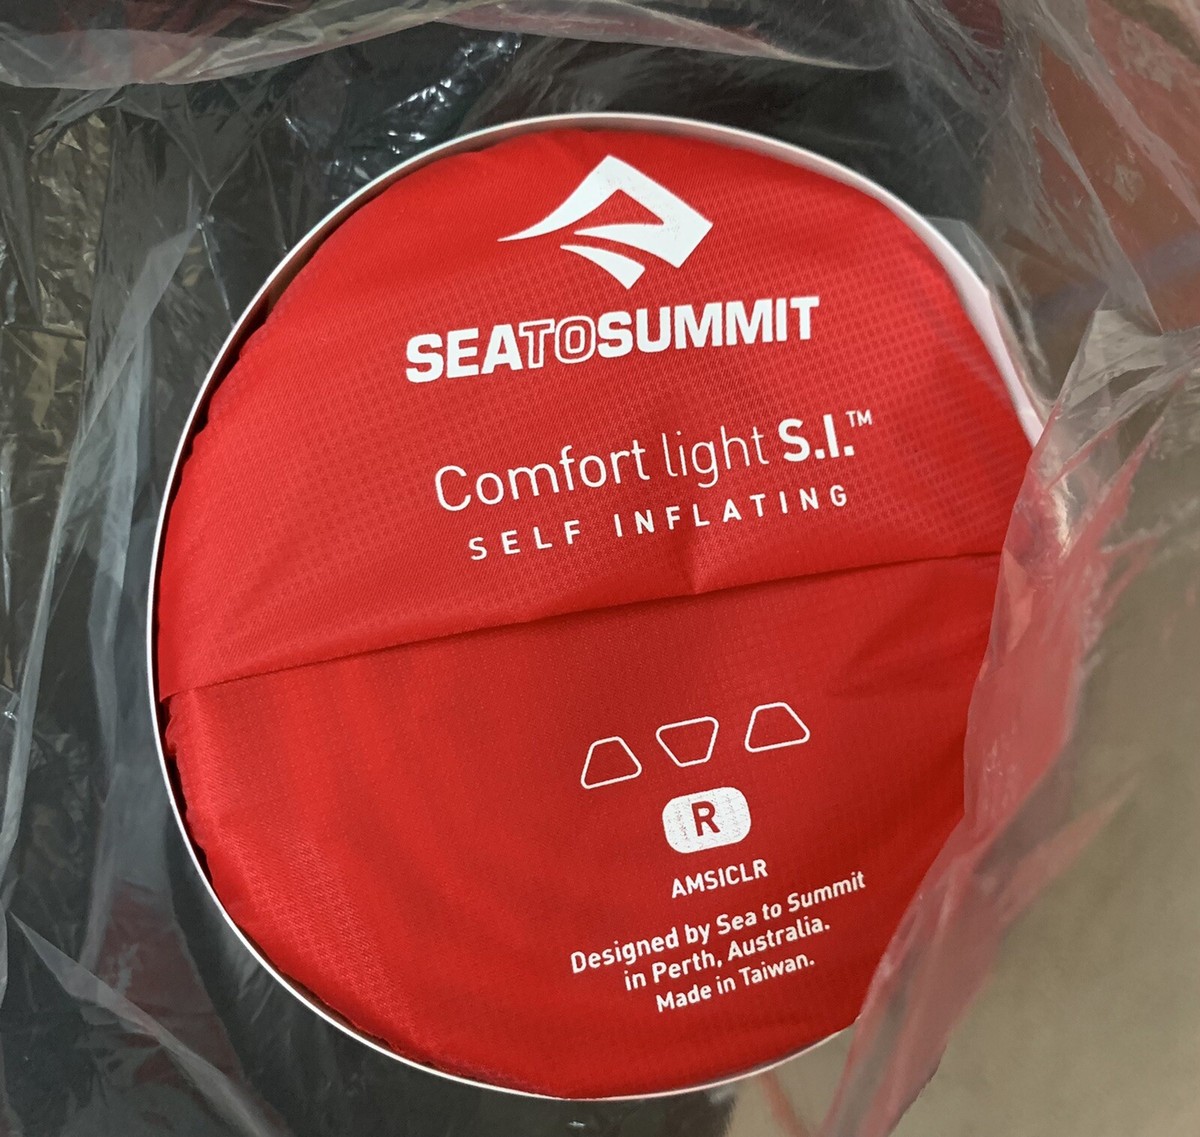 SEATOSUMMIT
Comfort light S.I.™
SELF INFLATING
R
AMSICLR
Designed by Sea to Summit
in Perth, Australia.
Made in Taiwan.